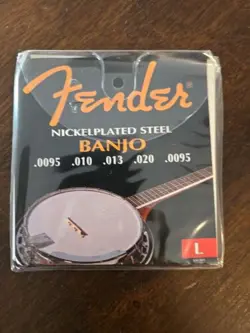 Fender
NICKELPLATED STEEL
BANJO
.0095 .010 .013 .020 .0095
L